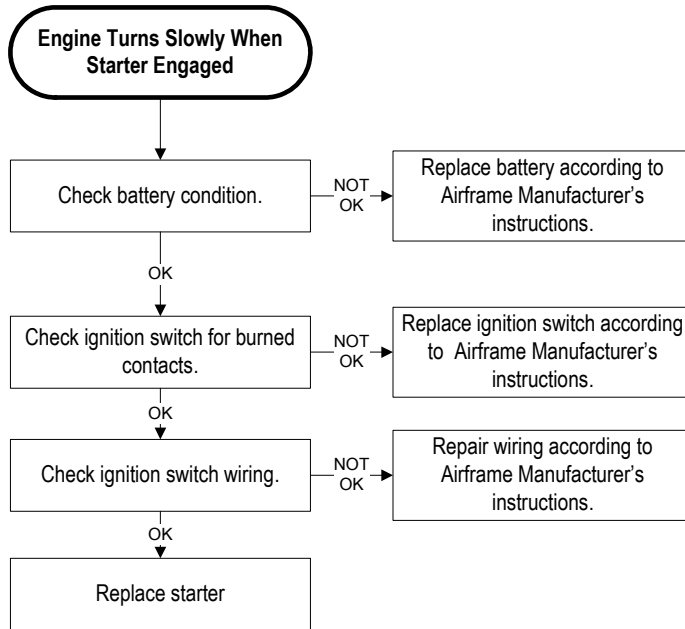 Engine Turns Slowly When
Starter Engaged
Check battery condition.
NOT
OK
Replace battery according to
Airframe Manufacturer's
instructions.
OK
Check ignition switch for burned
contacts.
NOT
OK
Replace ignition switch according
to Airframe Manufacturer's
instructions.
OK
Check ignition switch wiring.
NOT
OK
Repair wiring according to
Airframe Manufacturer's
instructions.
OK
Replace starter